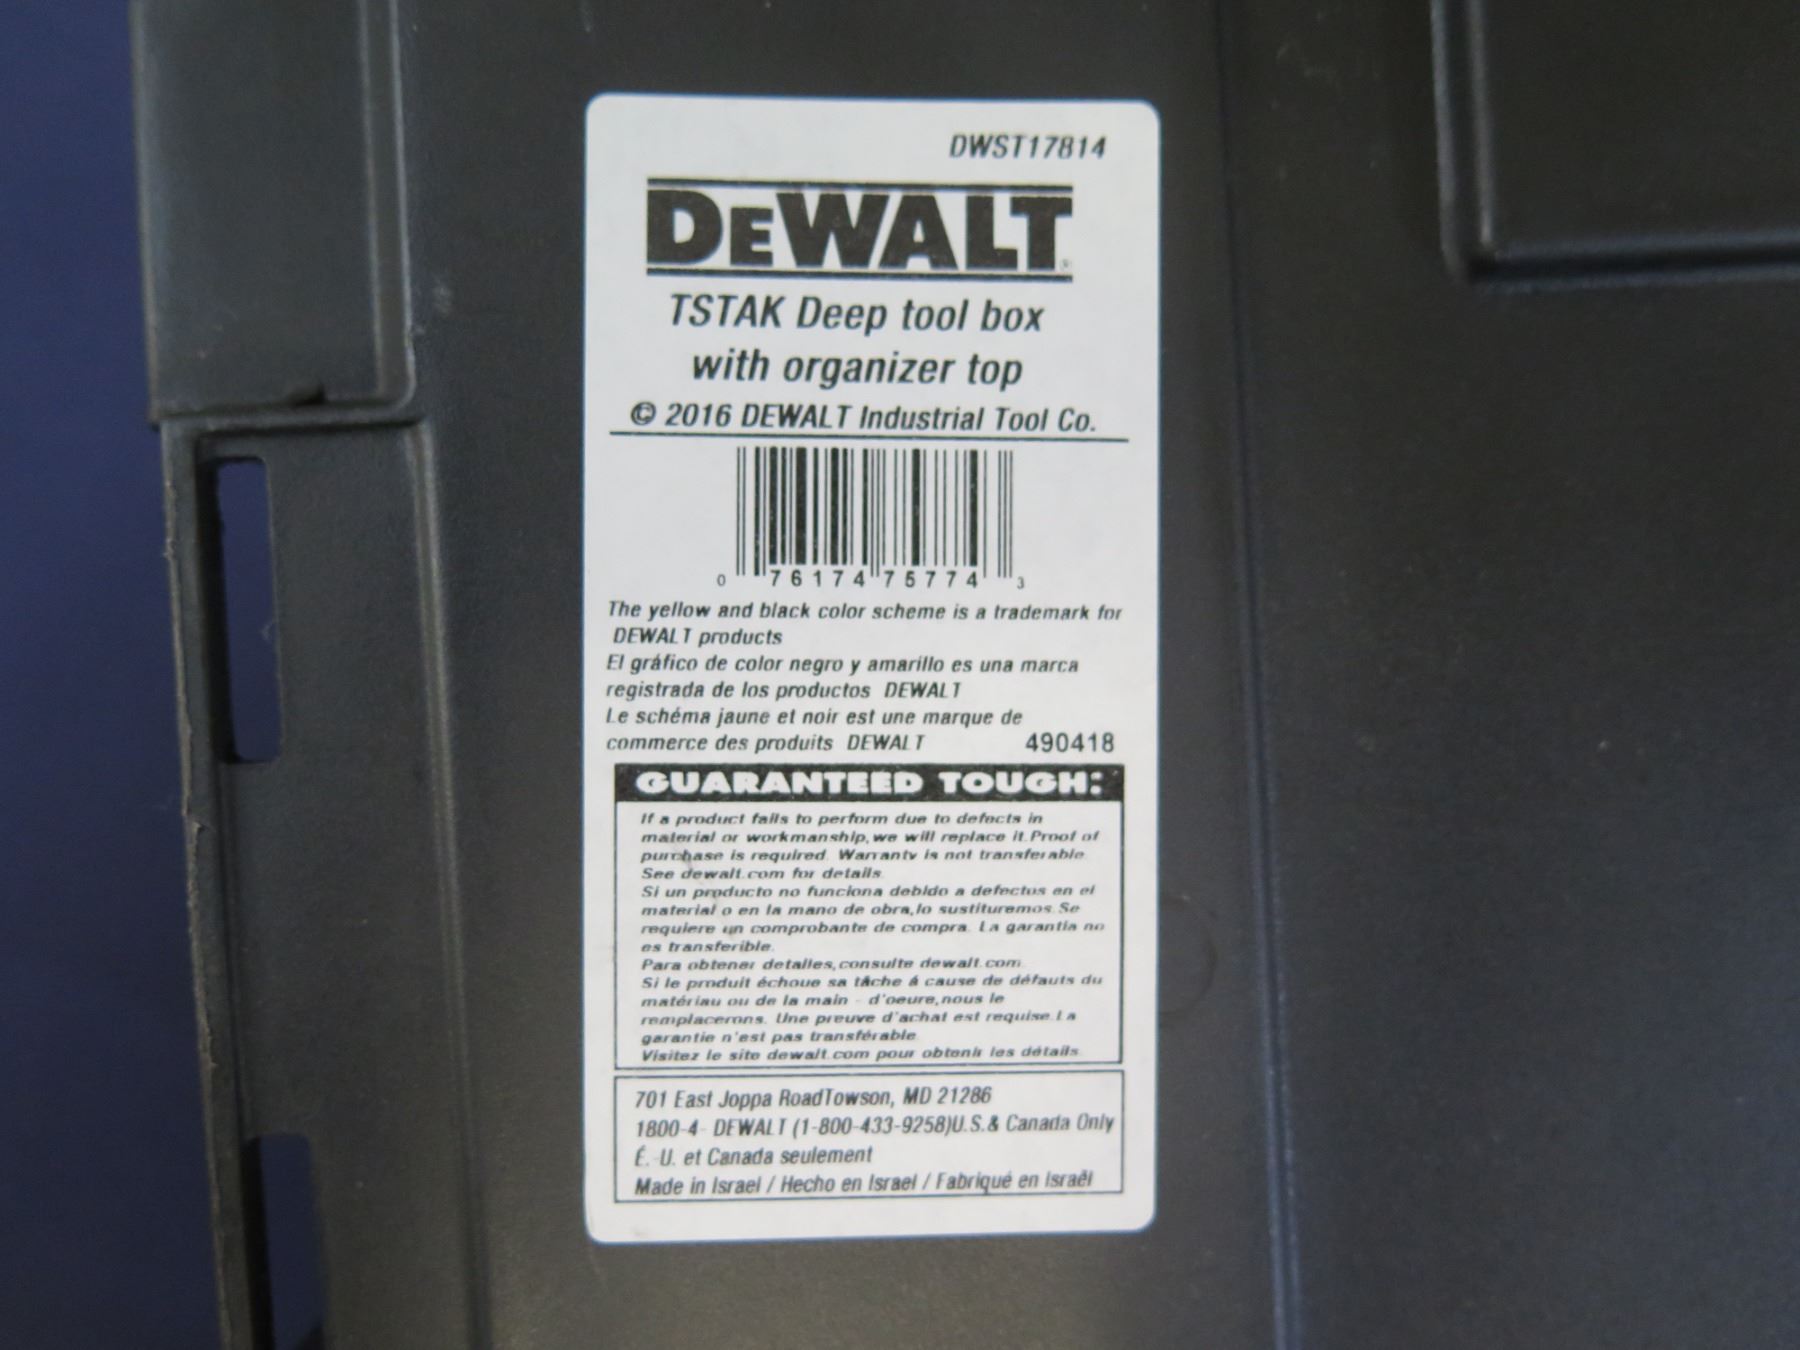 DWST17814
DEWALT®
TSTAK Deep tool box
with organizer top
© 2016 DEWALT Industrial Tool Co.
0 76174 75774 3
The yellow and black color scheme is a trademark for
DEWALT products
El gráfico de color negro y amarillo es una marca
registrada de los productos DEWALT
Le schéma jaune et noir est une marque de
commerce des produits DEWALT 490418
GUARANTEED TOUGH:
If a product fails to perform due to defects in
material or workmanship, we will replace it. Proof of
purchase is required. Warranty is not transferable
See dewalt.com for details.
Si un producto no funciona debido a defectos en el
material o en la mano de obra, lo sustituremos. Se
requiere un comprobante de compra. La garantia no
es transferible.
Para obtener detalles, consulte dewalt.com.
Si le produit échoue sa tâche á cause de défauts du
matériau ou de la main - d'oeure, nous le
remplacerons. Une preuve d'achat est requise. La
garantie n'est pas transférable
Visitez le site dewalt.com pour obtenir les détails.
701 East Joppa RoadTowson, MD 21286
1800-4- DEWALT (1-800-433-9258)U.S.& Canada Only
É. -U. et Canada seulement
Made in Israel / Hecho en Israel / Fabriqué en Israël